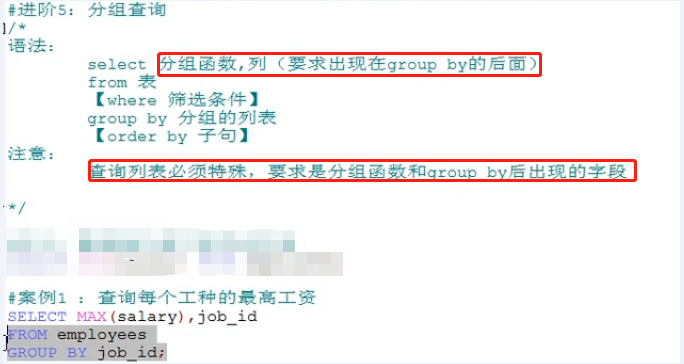 #进阶5：分组查询
/*
语法：
select 分组函数,列（要求出现在group by的后面）
from 表
【where 筛选条件】
group by 分组的列表
【order by 子句】
注意：
查询列表必须特殊，要求是分组函数和group by后出现的字段
*/
#案例1 ：查询每个工种的最高工资
SELECT MAX(salary),job_id
FROM employees
GROUP BY job_id;